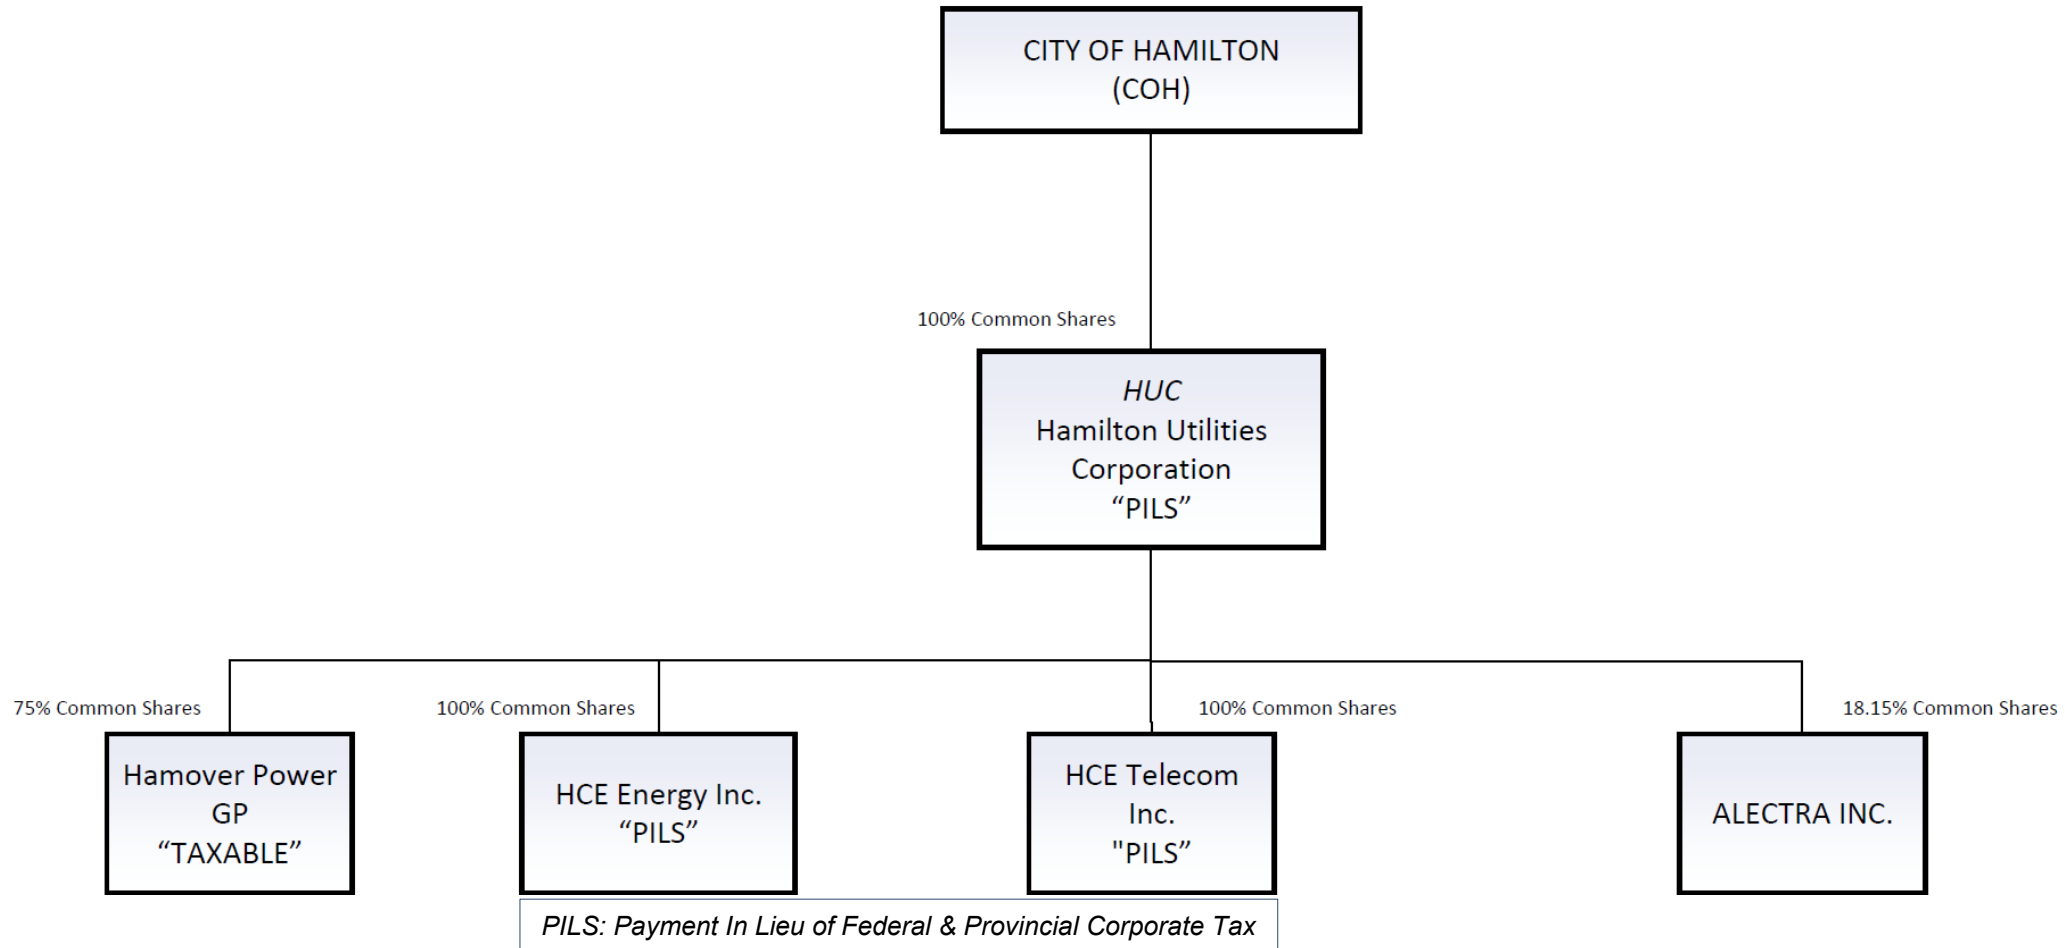 CITY OF HAMILTON
(COH)
100% Common Shares
HUC
Hamilton Utilities
Corporation
“PILS”
75% Common Shares
100% Common Shares
100% Common Shares
18.15% Common Shares
Hamover Power
GP
“TAXABLE”
HCE Energy Inc.
“PILS”
HCE Telecom
Inc.
"PILS”
ALECTRA INC.
PILS: Payment In Lieu of Federal & Provincial Corporate Tax